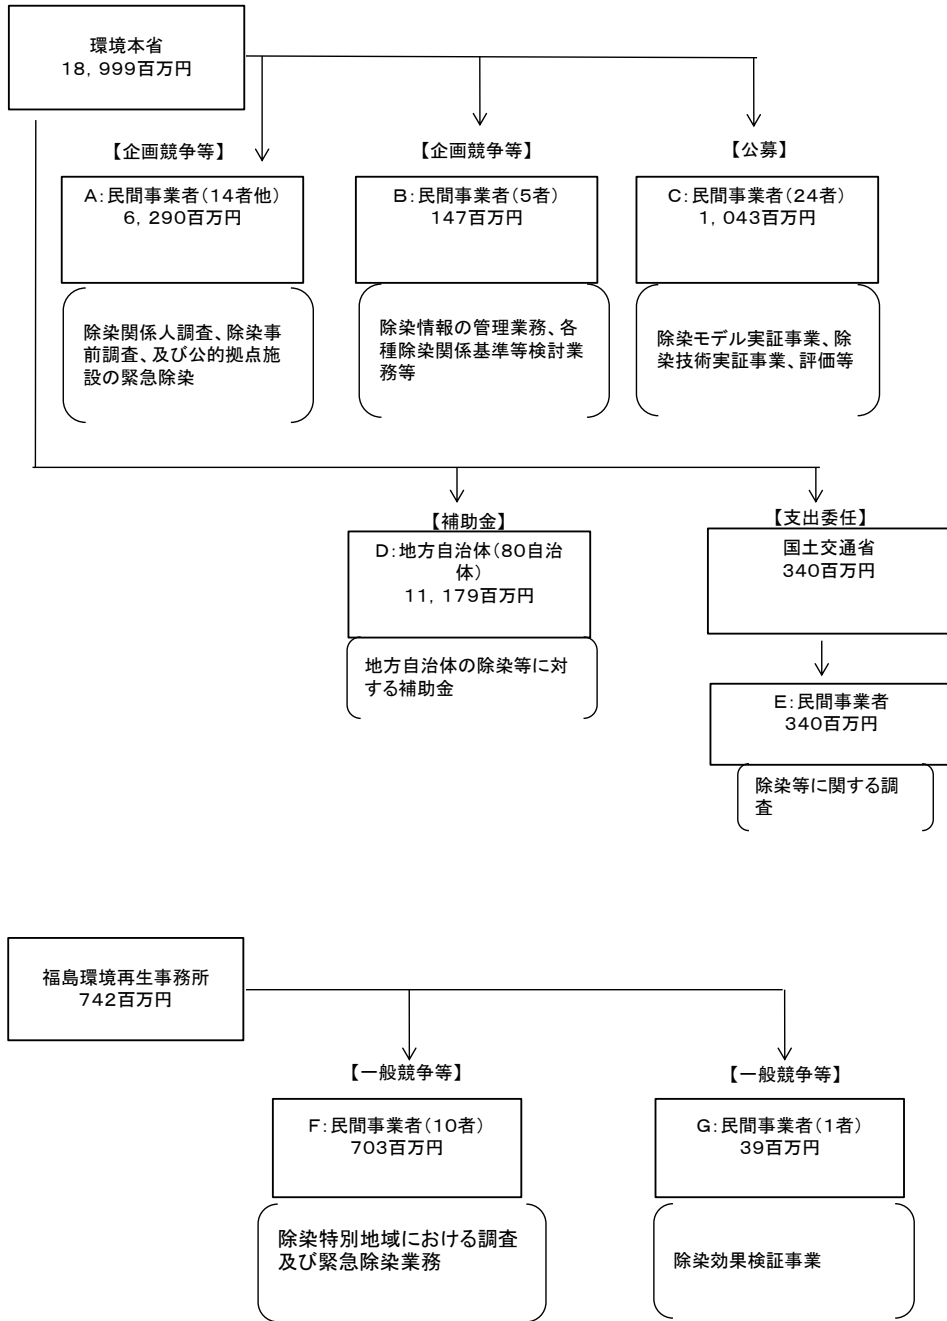 環境本省
18，999百万円
【企画競争等】
【企画競争等】
【公募】
A：民間事業者（14者他）
6，290百万円
B：民間事業者（5者）
147百万円
C：民間事業者（24者）
1，043百万円
除染関係人調査、除染事
前調査、及び公的拠点施
設の緊急除染
除染情報の管理業務、各
種除染関係基準等検討業
務等
除染モデル実証事業、除
染技術実証事業、評価等
【補助金】
【支出委任】
D：地方自治体（80自治
体）
11，179百万円
国土交通省
340百万円
地方自治体の除染等に対
する補助金
E：民間事業者
340百万円
除染等に関する調
査
福島環境再生事務所
742百万円
【一般競争等】
【一般競争等】
F：民間事業者（10者）
703百万円
G：民間事業者（1者）
39百万円
除染特別地域における調査
及び緊急除染業務
除染効果検証事業